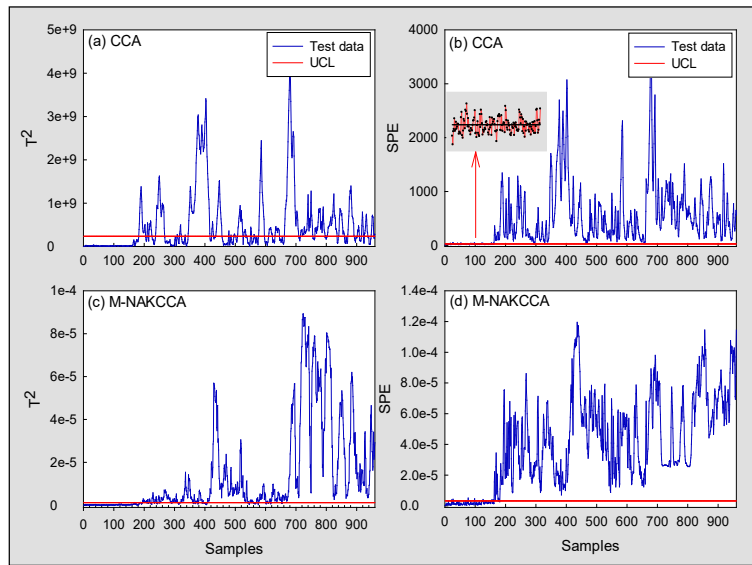 (a) CCA
Test data
UCL
5e+9
4e+9
3e+9
2e+9
1e+9
0
T2
0 100 200 300 400 500 600 700 800 900
(b) CCA
Test data
UCL
4000
3000
2000
1000
0
SPE
0 100 200 300 400 500 600 700 800 900
(c) M-NAKCCA
1e-4
8e-5
6e-5
4e-5
2e-5
0
T2
0 100 200 300 400 500 600 700 800 900
Samples
(d) M-NAKCCA
1.4e-4
1.2e-4
1.0e-4
8.0e-5
6.0e-5
4.0e-5
2.0e-5
0.0
SPE
0 100 200 300 400 500 600 700 800 900
Samples